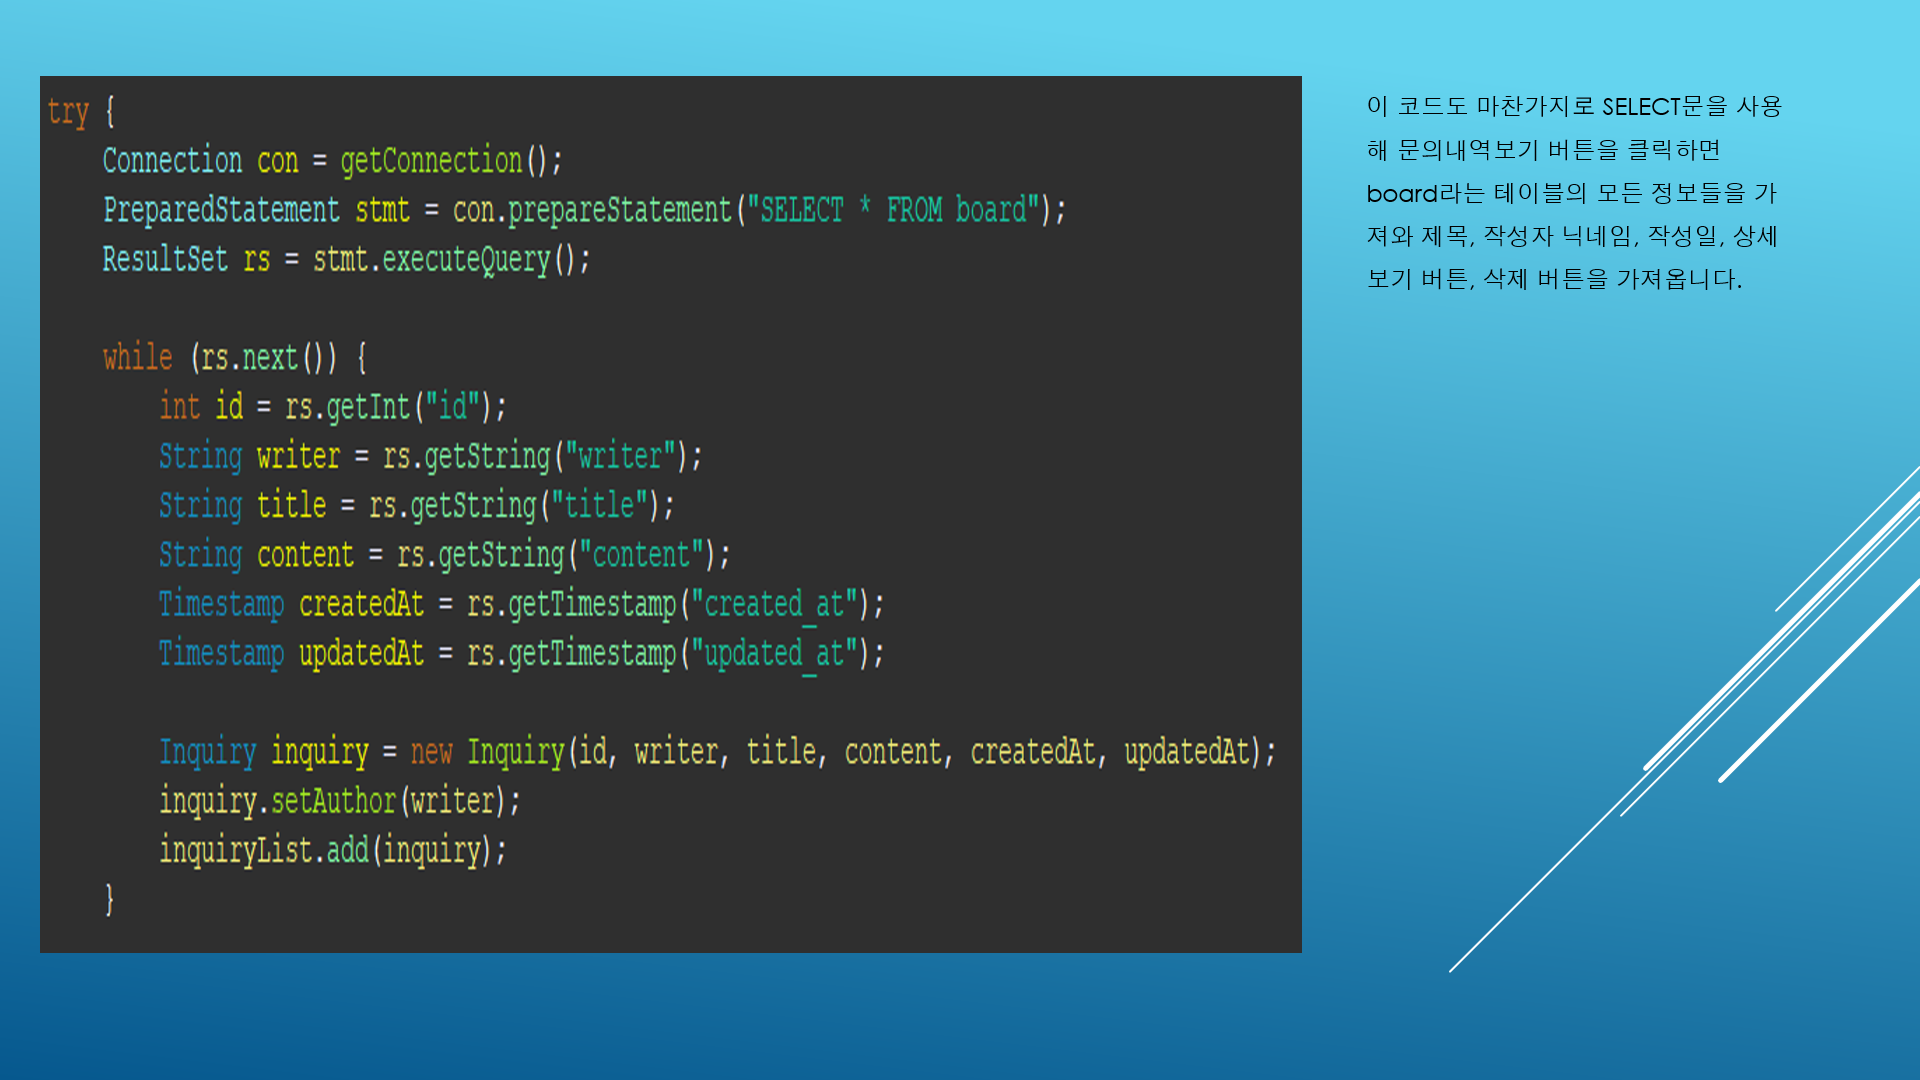 try {
    Connection con = getConnection();
    PreparedStatement stmt = con.prepareStatement("SELECT * FROM board");
    ResultSet rs = stmt.executeQuery();
    while (rs.next()) {
        int id = rs.getInt("id");
        String writer = rs.getString("writer");
        String title = rs.getString("title");
        String content = rs.getString("content");
        Timestamp createdAt = rs.getTimestamp("created_at");
        Timestamp updatedAt = rs.getTimestamp("updated_at");
        Inquiry inquiry = new Inquiry(id, writer, title, content, createdAt, updatedAt);
        inquiry.setAuthor(writer);
        inquiryList.add(inquiry);
    }
이 코드도 마찬가지로 SELECT문을 사용
해 문의내역보기 버튼을 클릭하면
board라는 테이블의 모든 정보들을 가
져와 제목, 작성자 닉네임, 작성일, 상세
보기 버튼, 삭제 버튼을 가져옵니다.